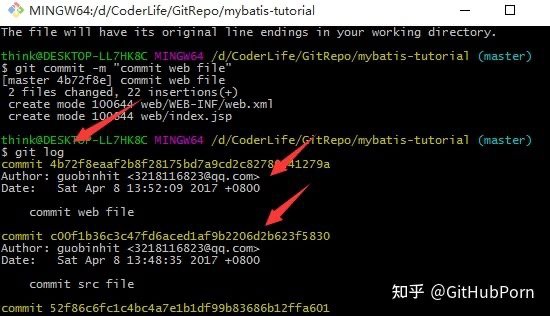 MINGW64:/d/CoderLife/GitRepo/mybatis-tutorial
The file will have its original line endings in your working directory.
think@DESKTOP-LL7HK8C MINGW64 /d/CoderLife/GitRepo/mybatis-tutorial (master)
$ git commit -m "commit web file"
[master 4b72f8e] commit web file
2 files changed, 22 insertions(+)
create mode 100644 web/WEB-INF/web.xml
create mode 100644 web/index.jsp
think@DESKTOP-LL7HK8C MINGW64 /d/CoderLife/GitRepo/mybatis-tutorial (master)
$ git log
commit
Author: guobinhit <3218116823@qq.com>
Date: Sat Apr 8 13:52:09 2017 +0800
commit web file
commit c00f1b36c3c47fd6aced1af9b2206d2b623f5830
Author: guobinhit <3218116823@qq.com>
Date: Sat Apr 8 13:48:35 2017 +0800
commit src file
commit 52f86c6fc1c4bc4a7e1b1df99b83686b12ffa601
知乎 @GitHubPorn